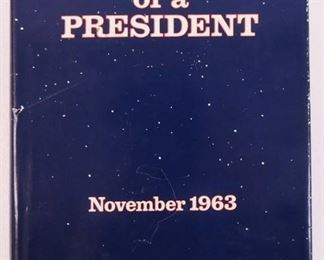 of a
PRESIDENT
November 1963